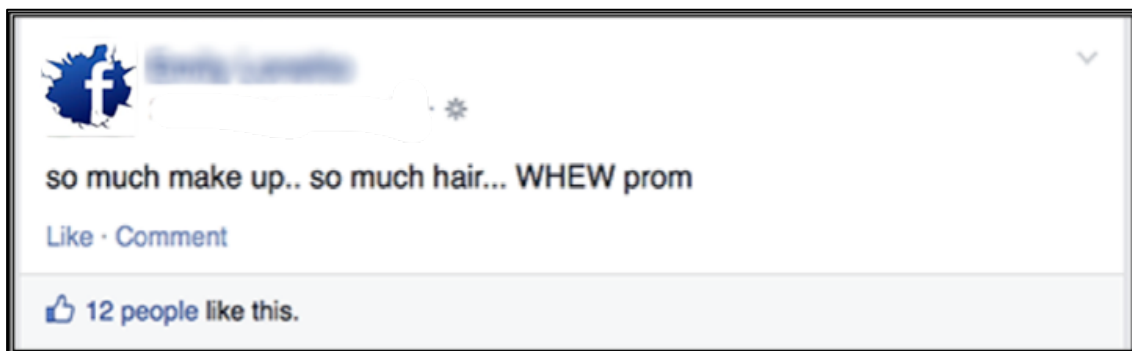 f
so much make up.. so much hair... WHEW prom
Like · Comment
12 people like this.